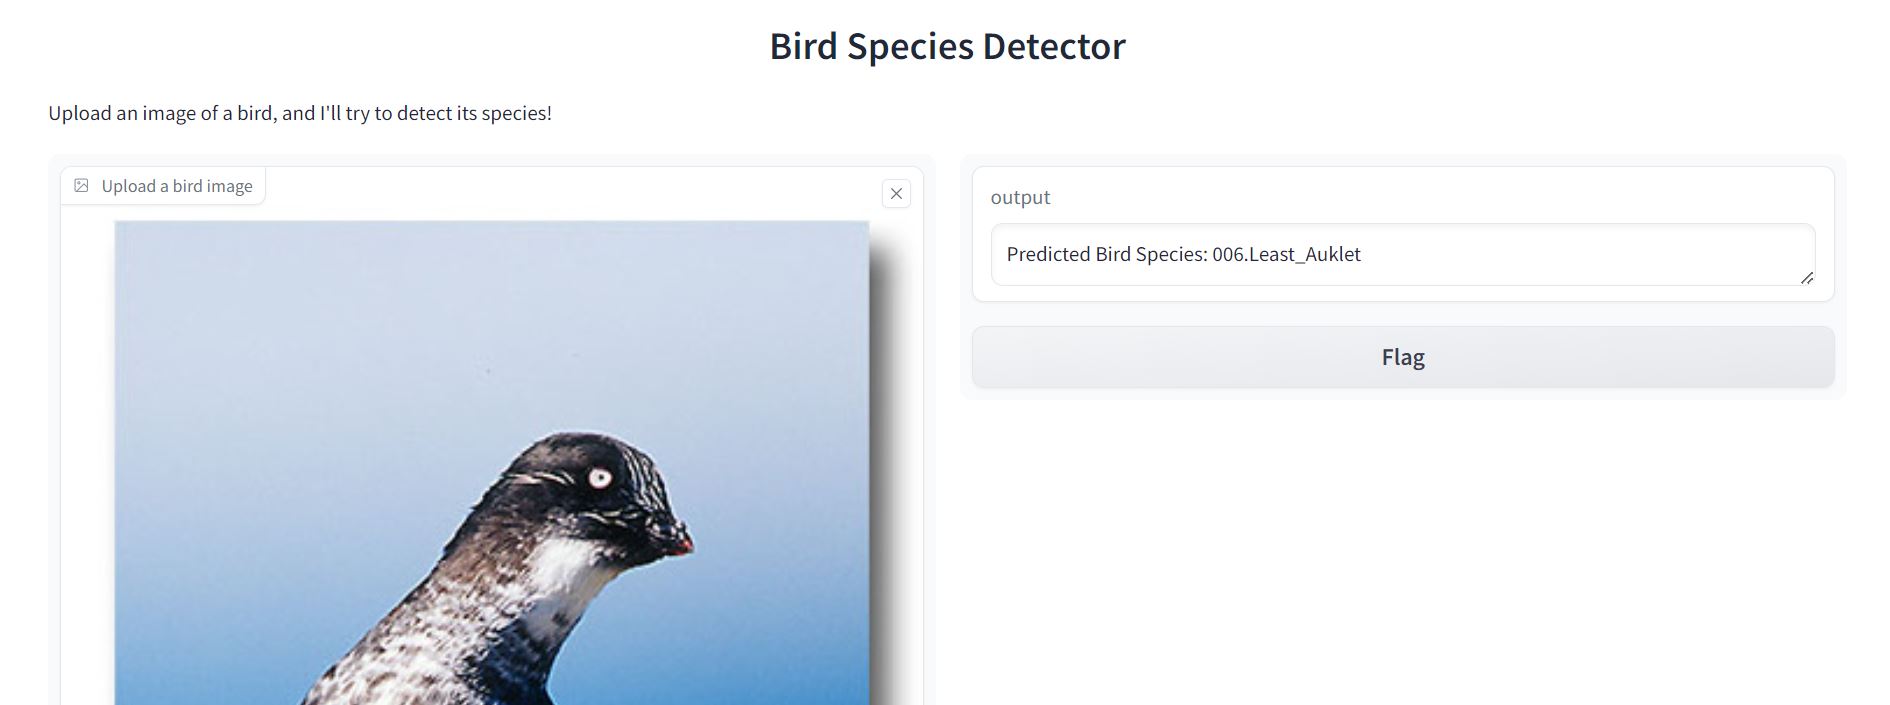 Bird Species Detector
Upload an image of a bird, and I'll try to detect its species!
Upload a bird image
output
Predicted Bird Species: 006.Least_Auklet
Flag